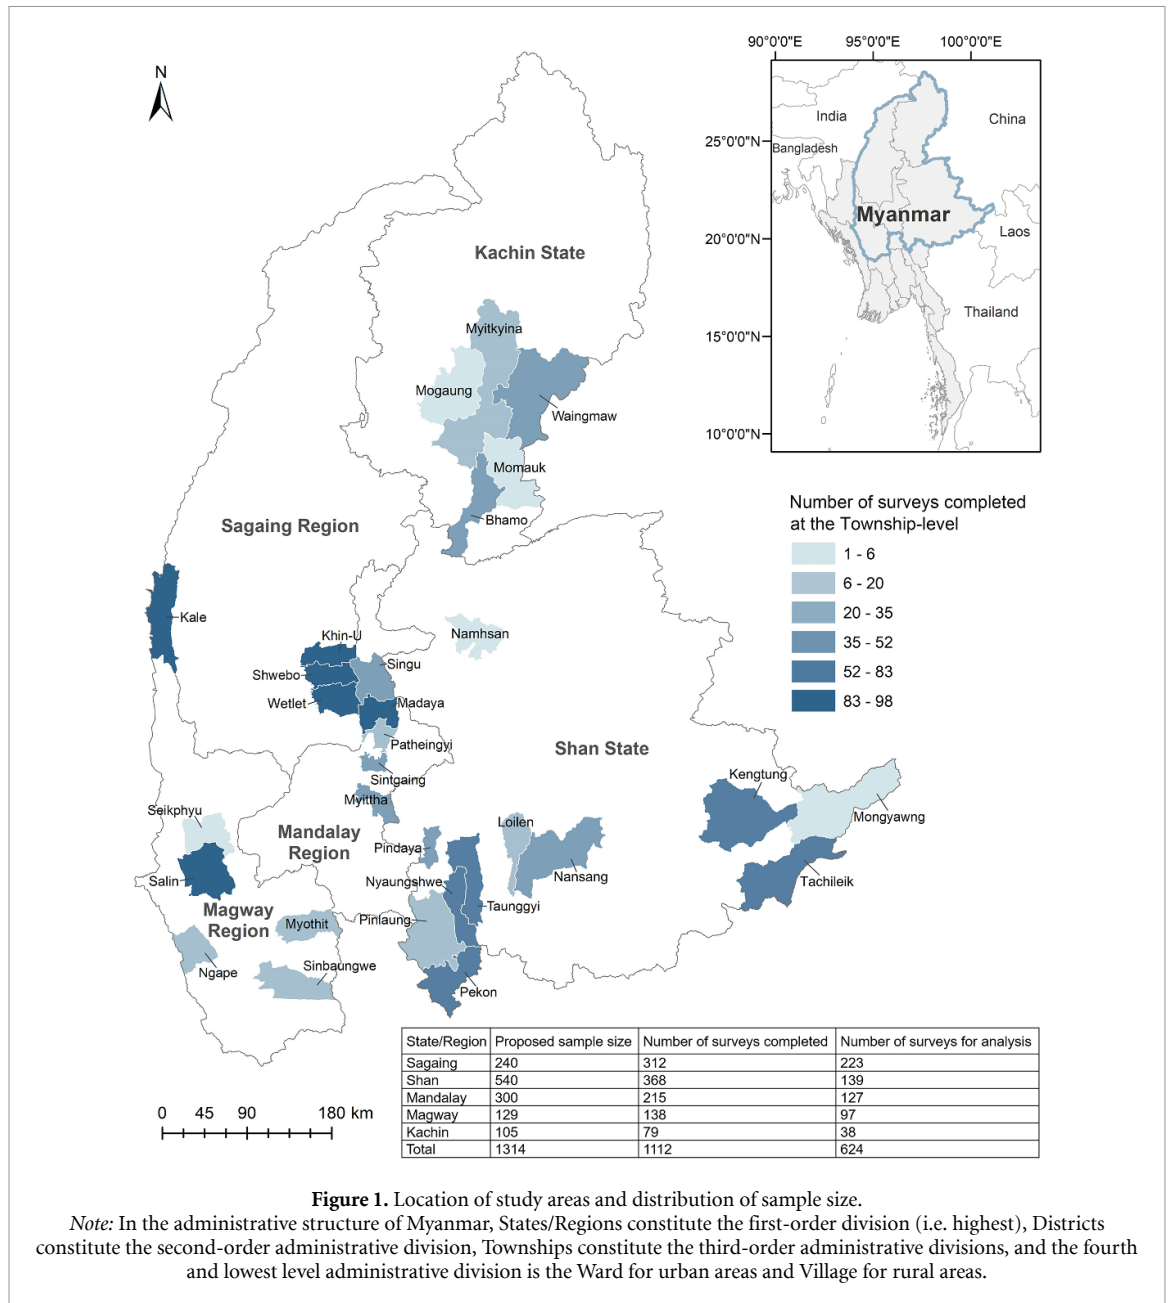 N
90°0'0"E 95°0'0"E 100°0'0"E
25°0'0"N
20°0'0"N
15°0'0"N
10°0'0"N
India
China
Bangladesh
Myanmar
Laos
Thailand
Kachin State
Myitkyina
Mogaung
Waingmaw
Momauk
Bhamo
Sagaing Region
Kale
Khin-U
Shwebo
Wetlet
Singu
Madaya
Patheingyi
Sintgaing
Myittha
Namhsan
Shan State
Kengtung
Mongyawng
Tachileik
Loilen
Nansang
Pindaya
Nyaungshwe
Taunggyi
Pinlaung
Pekon
Mandalay
Region
Seikphyu
Salin
Magway
Region
Myothit
Ngape
Sinbaungwe
Number of surveys completed
at the Township-level
1 - 6
6 - 20
20 - 35
35 - 52
52 - 83
83 - 98
0 45 90 180 km
State/Region Proposed sample size Number of surveys completed Number of surveys for analysis
Sagaing 240 312 223
Shan 540 368 139
Mandalay 300 215 127
Magway 129 138 97
Kachin 105 79 38
Total 1314 1112 624
Figure 1. Location of study areas and distribution of sample size.
Note: In the administrative structure of Myanmar, States/Regions constitute the first-order division (i.e. highest), Districts
constitute the second-order administrative division, Townships constitute the third-order administrative divisions, and the fourth
and lowest level administrative division is the Ward for urban areas and Village for rural areas.